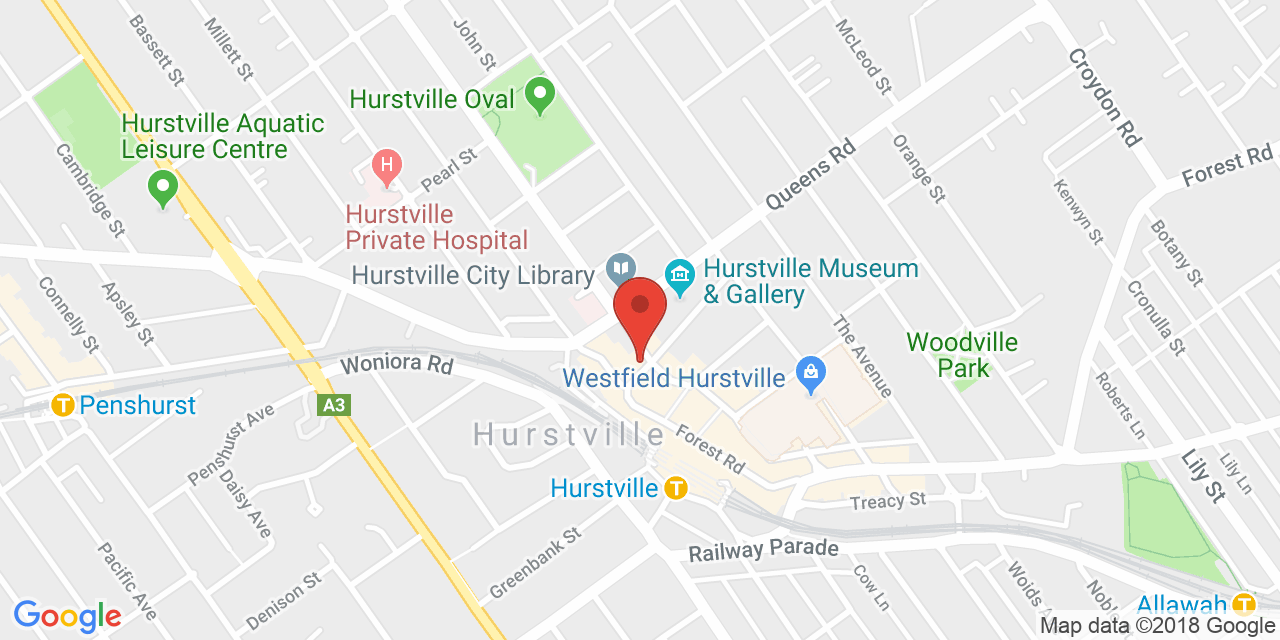 Bassett St
Millett St
John St
McLeod St
Croydon Rd
Hurstville Oval
Hurstville Aquatic
Leisure Centre
H
Pearl St
Cambridge St
Queens Rd
Orange St
Forest Rd
Kenwyn St
Botany St
Hurstville
Private Hospital
Hurstville City Library
Hurstville Museum
& Gallery
Connelly St
Apsley St
Cronulla St
The Avenue
Woodville
Park
Woniora Rd
Westfield Hurstville
T
Penshurst
A3
Roberts Ln
Penshurst Ave
Hurstville
Forest Rd
Lily St
Lily Ln
Daisy Ave
Hurstville
T
Treacy St
Railway Parade
Greenbank St
Pacific Ave
Denison St
Cow Ln
Woids A
Nobl
Allawah
T
Google
Map data ©2018 Google